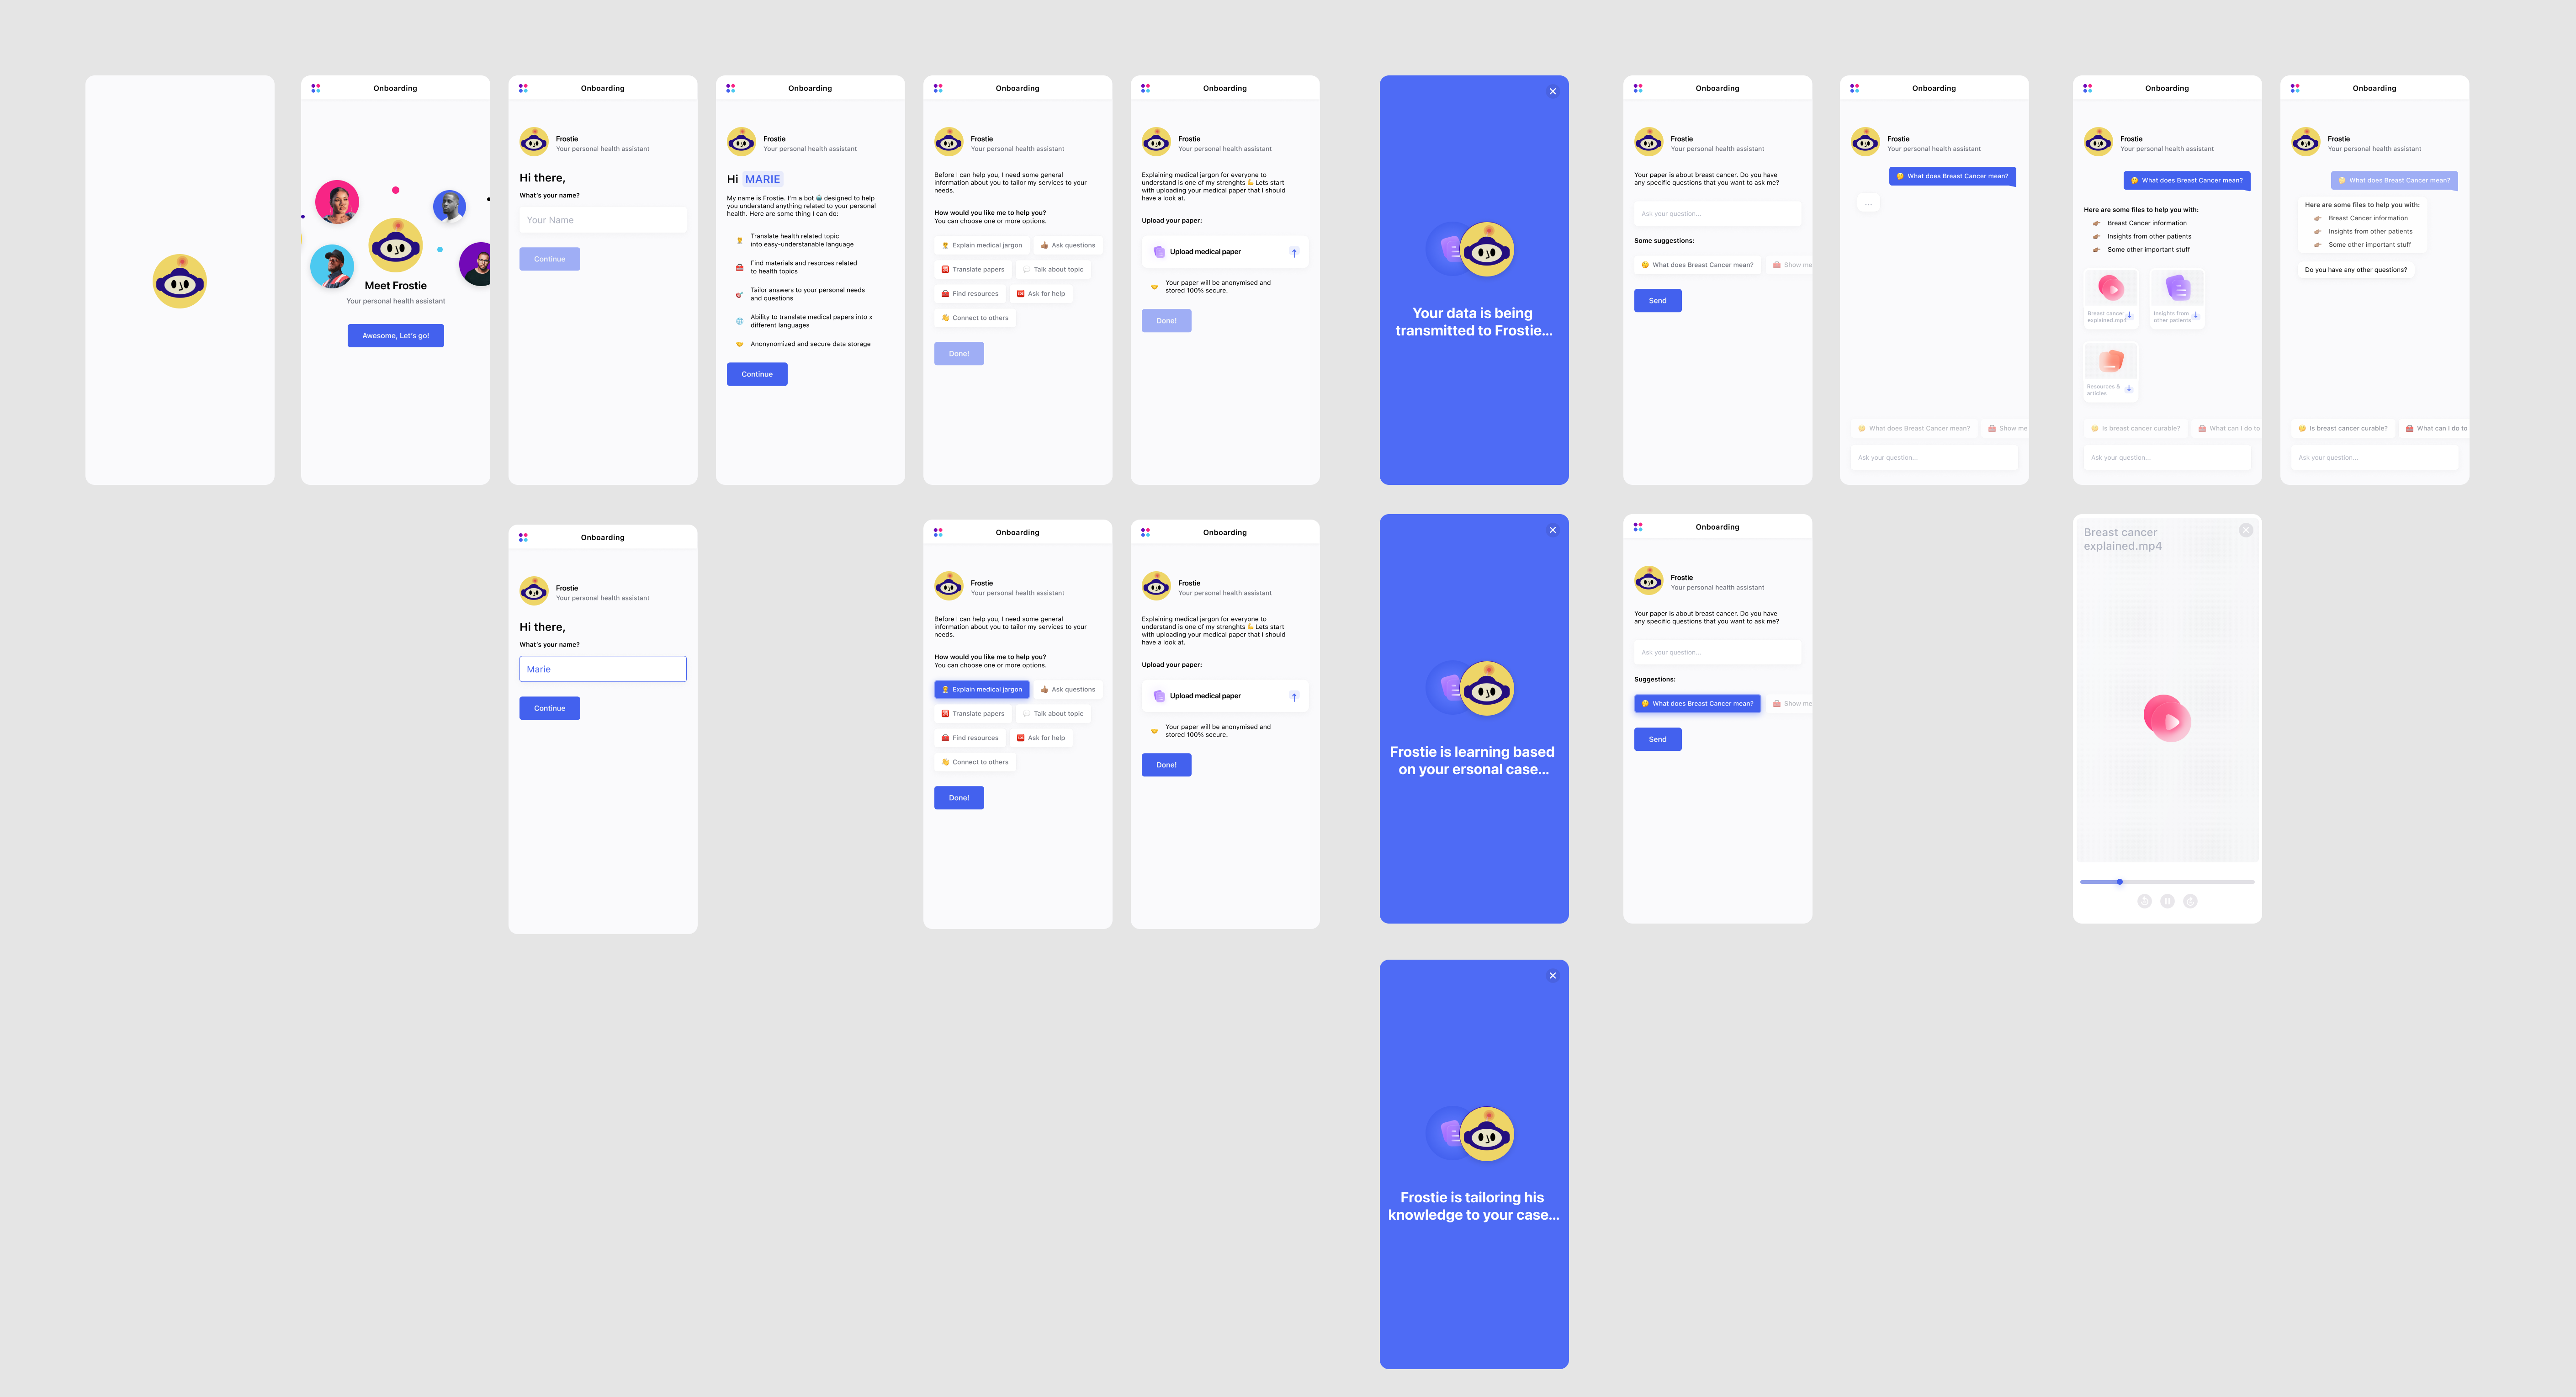 Onboarding
Meet Frostie
Your personal health assistant
Awesome, Let's go!
Onboarding
Frostie
Your personal health assistant
Hi there,
What's your name?
Your Name
Continue
Onboarding
Frostie
Your personal health assistant
Hi MARIE
My name is Frostie. I'm a bot 🤖 designed to help
you understand anything related to your personal
health. Here are some thing I can do:
Translate health related topic
into easy-understanable language
Find materials and resorces related
to health topics
Tailor answers to your personal needs
and questions
Ability to translate medical papers into x
different languages
Anonynomized and secure data storage
Continue
Onboarding
Frostie
Your personal health assistant
Before I can help you, I need some general
information about you to tailor my services to your
needs.
How would you like me to help you?
You can choose one or more options.
Explain medical jargon
Ask questions
Translate papers
Talk about topic
Find resources
Ask for help
Connect to others
Done!
Onboarding
Frostie
Your personal health assistant
Explaining medical jargon for everyone to
understand is one of my strenghts 💪 Lets start
with uploading your medical paper that I should
have a look at.
Upload your paper:
Upload medical paper
Your paper will be anonymised and
stored 100% secure.
Done!
Your data is being
transmitted to Frostie...
Onboarding
Frostie
Your personal health assistant
Your paper is about breast cancer. Do you have
any specific questions that you want to ask me?
Ask your question...
Some suggestions:
What does Breast Cancer mean?
Show me
Send
Onboarding
Frostie
Your personal health assistant
What does Breast Cancer mean?
...
What does Breast Cancer mean?
Show me
Ask your question...
Onboarding
Frostie
Your personal health assistant
What does Breast Cancer mean?
Here are some files to help you with:
Breast Cancer information
Insights from other patients
Some other important stuff
Breast cancer
explained.mp4
Insights from
other patients
Resources &
articles
Is breast cancer curable?
What can I do to
Ask your question...
Onboarding
Frostie
Your personal health assistant
What does Breast Cancer mean?
Here are some files to help you with:
Breast Cancer information
Insights from other patients
Some other important stuff
Do you have any other questions?
Is breast cancer curable?
What can I do to
Ask your question...
Onboarding
Frostie
Your personal health assistant
Hi there,
What's your name?
Marie
Continue
Onboarding
Frostie
Your personal health assistant
Before I can help you, I need some general
information about you to tailor my services to your
needs.
How would you like me to help you?
You can choose one or more options.
Explain medical jargon
Ask questions
Translate papers
Talk about topic
Find resources
Ask for help
Connect to others
Done!
Onboarding
Frostie
Your personal health assistant
Explaining medical jargon for everyone to
understand is one of my strenghts 💪 Lets start
with uploading your medical paper that I should
have a look at.
Upload your paper:
Upload medical paper
Your paper will be anonymised and
stored 100% secure.
Done!
Frostie is learning based
on your ersonal case...
Onboarding
Frostie
Your personal health assistant
Your paper is about breast cancer. Do you have
any specific questions that you want to ask me?
Ask your question...
Suggestions:
What does Breast Cancer mean?
Show me
Send
Breast cancer
explained.mp4
Frostie is tailoring his
knowledge to your case...